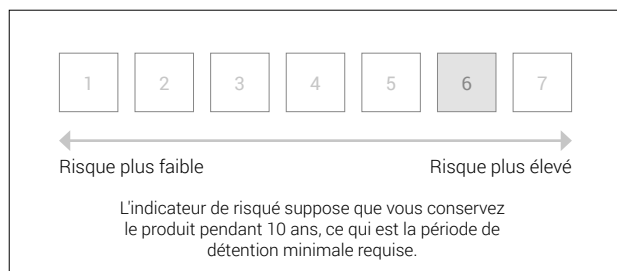 1 2 3 4 5 6 7
Risque plus faible Risque plus élevé
L'indicateur de risqué suppose que vous conservez
le produit pendant 10 ans, ce qui est la période de
détention minimale requise.